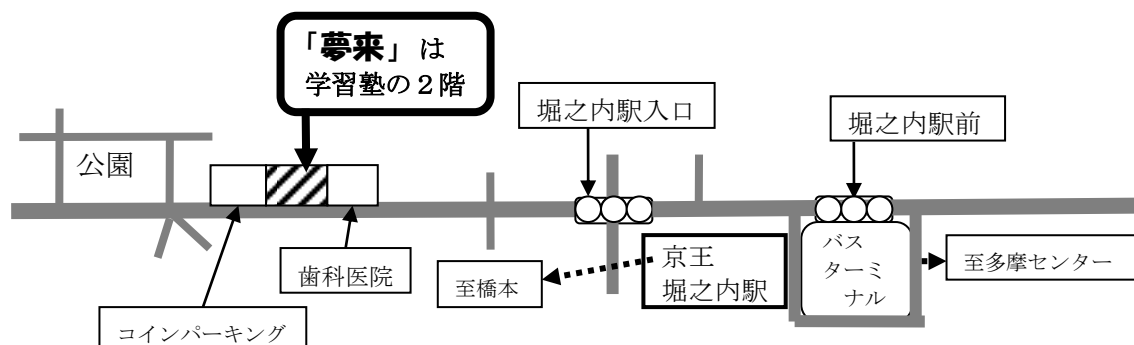 「夢来」は
学習塾の２階
堀之内駅入口
堀之内駅前
公園
歯科医院
コインパーキング
至橋本
京王
堀之内駅
バス
ターミ
ナル
至多摩センター